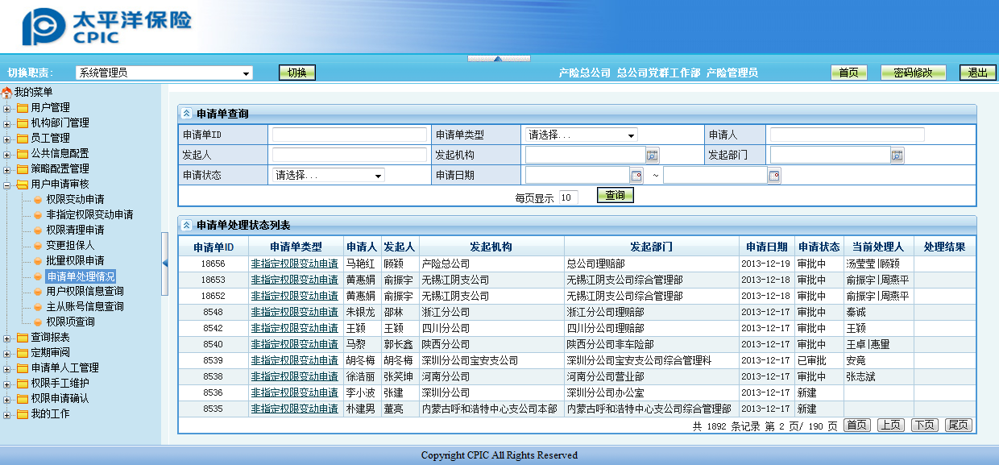 太平洋保险
CPIC
切换职责: 系统管理员 切换 产险总公司 总公司党群工作部 产险管理员 首页 密码修改 退出
我的菜单
用户管理
机构部门管理
员工管理
公共信息配置
策略配置管理
用户申请审核
权限变动申请
非指定权限变动申请
权限清理申请
变更担保人
批量权限申请
申请单处理情况
用户权限信息查询
主从账号信息查询
权限项查询
查询报表
定期审阅
申请单人工管理
权限手工维护
权限申请确认
我的工作
申请单查询
申请单ID 申请单类型 请选择... 申请人
发起人 发起机构 发起部门
申请状态 请选择... 申请日期 ~
每页显示 10 查询
申请单处理状态列表
申请单ID 申请单类型 申请人 发起人 发起机构 发起部门 申请日期 申请状态 当前处理人 处理结果
18656 非指定权限变动申请 马艳红 顾颖 产险总公司 总公司理赔部 2013-12-19 审批中 汤莹莹|顾颖
18653 非指定权限变动申请 黄惠娟 俞振宇 无锡江阴支公司 无锡江阴支公司综合管理部 2013-12-18 审批中 俞振宇|周燕平
18652 非指定权限变动申请 黄惠娟 俞振宇 无锡江阴支公司 无锡江阴支公司综合管理部 2013-12-18 审批中 俞振宇|周燕平
8548 非指定权限变动申请 朱银龙 邵林 浙江分公司 浙江分公司理赔部 2013-12-17 审批中 秦诚
8542 非指定权限变动申请 王颖 王颖 四川分公司 四川分公司理赔部 2013-12-17 审批中 王颖
8540 非指定权限变动申请 马黎 郭长鑫 陕西分公司 陕西分公司非车险部 2013-12-17 审批中 王卓|惠量
8539 非指定权限变动申请 胡冬梅 胡冬梅 深圳分公司宝安支公司 深圳分公司宝安支公司综合管理科 2013-12-17 已审批 安竟
8538 非指定权限变动申请 徐洁丽 张笑坤 河南分公司 河南分公司营业部 2013-12-17 审批中 张志斌
8536 非指定权限变动申请 李小波 张建 深圳分公司 深圳分公司办公室 2013-12-17 新建
8535 非指定权限变动申请 朴建男 董亮 内蒙古呼和浩特中心支公司本部 内蒙古呼和浩特中心支公司综合管理部 2013-12-17 新建
共 1892 条记录 第 2 页/ 190 页 首页 上页 下页 尾页
Copyright CPIC All Rights Reserved